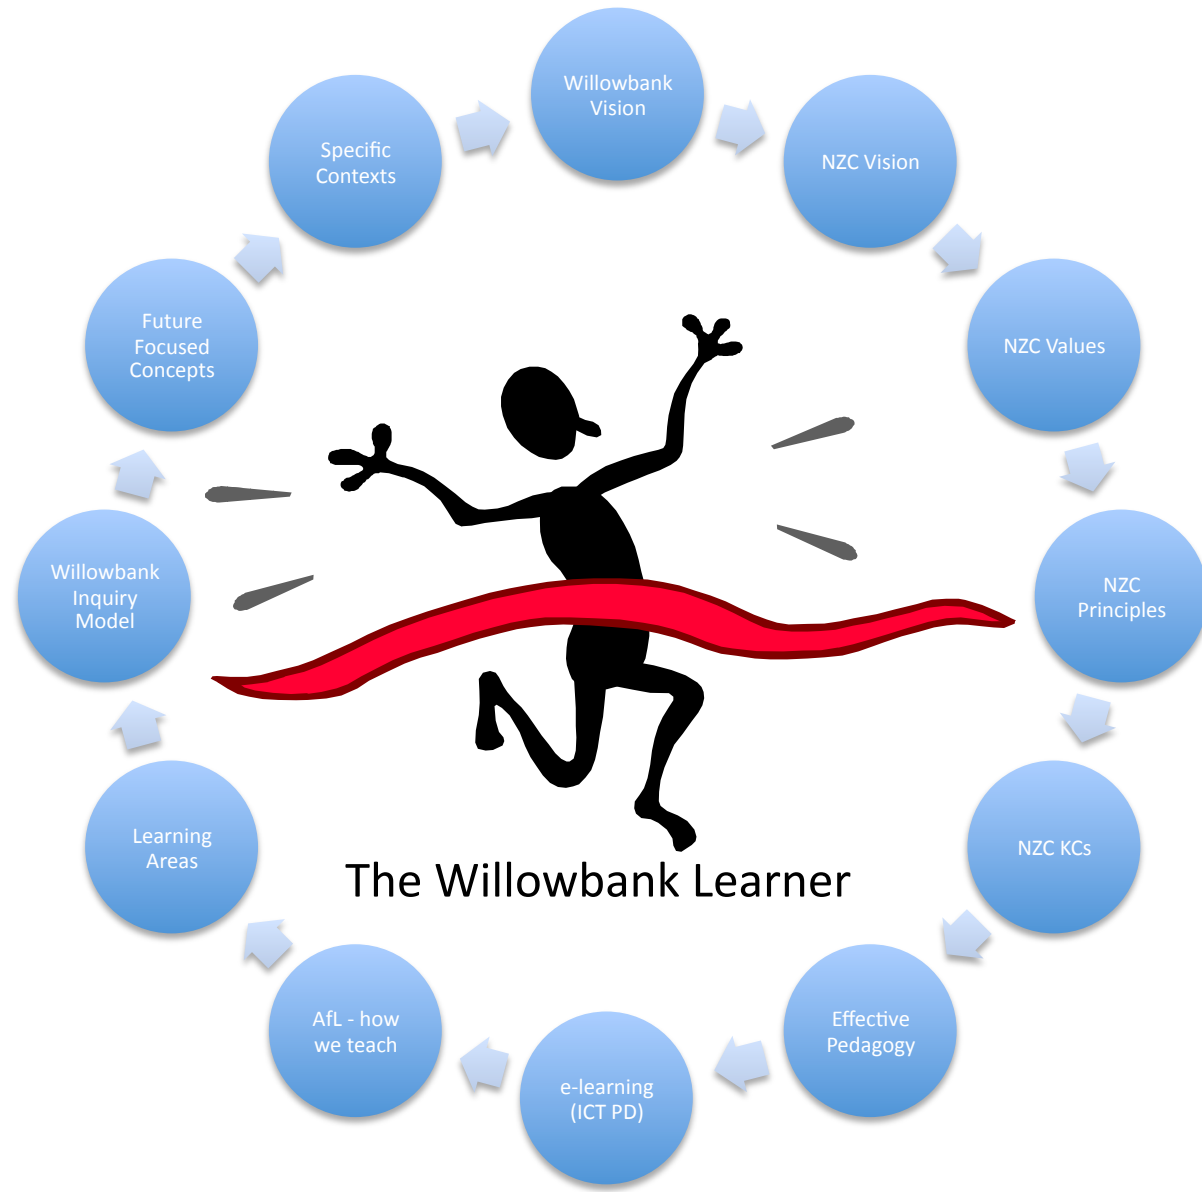 Willowbank
Vision
NZC Vision
NZC Values
NZC
Principles
NZC KCs
Effective
Pedagogy
e-learning
(ICT PD)
AfL - how
we teach
Learning
Areas
Willowbank
Inquiry
Model
Future
Focused
Concepts
Specific
Contexts
The Willowbank Learner